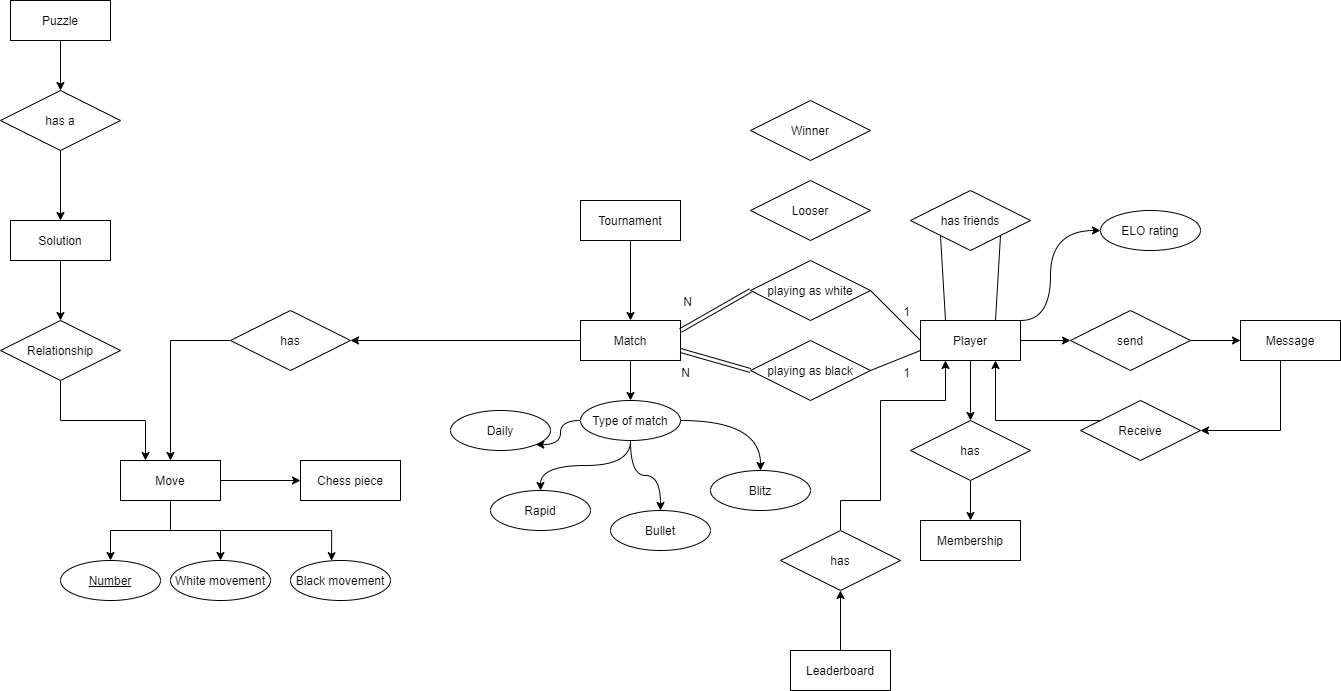 Puzzle
has a
Winner
Looser
Tournament
has friends
ELO rating
Solution
playing as white
N
1
Relationship
has
Match
Player
send
Message
playing as black
N
1
Daily
Type of match
Receive
has
Move
Chess piece
Rapid
Bullet
Blitz
Membership
has
Number
White movement
Black movement
Leaderboard